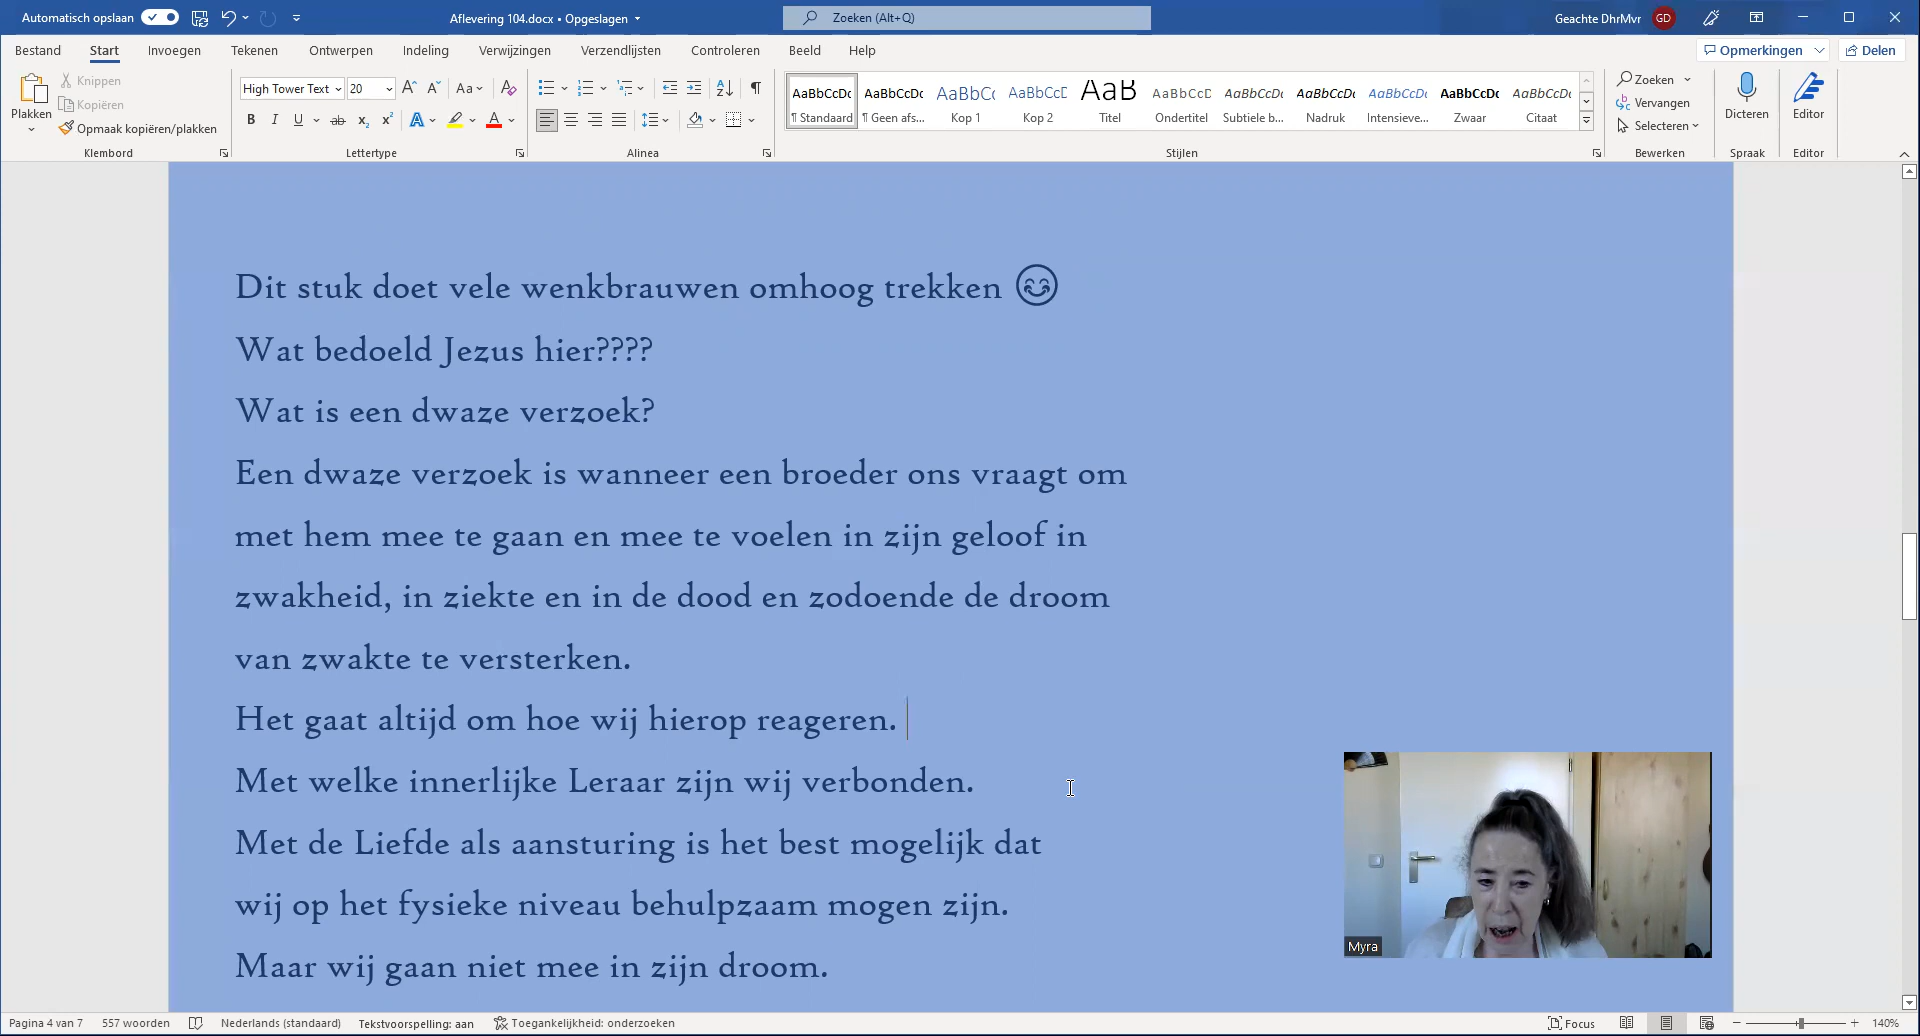 Automatisch opslaan
Aflevering 104.docx • Opgeslagen
Zoeken (Alt+Q)
Geachte DhrMvr
GD
Bestand Start Invoegen Tekenen Ontwerpen Indeling Verwijzingen Verzendlijsten Controleren Beeld Help
Opmerkingen
Delen
Plakken
Knippen
Kopiëren
Opmaak kopiëren/plakken
Klembord
High Tower Text 20
Lettertype
Alinea
AaBbCcDc AaBbCcDc AaBbC AaBbCcD AaB AaBbCcD AaBbCcDc AaBbCcDc AaBbCcDc AaBbCcDc AaBbCcDc
¶ Standaard ¶ Geen afs... Kop 1 Kop 2 Titel Ondertitel Subtiele b... Nadruk Intensieve... Zwaar Citaat
Stijlen
Zoeken
Vervangen
Selecteren
Bewerken
Dicteren
Spraak
Editor
Editor
Dit stuk doet vele wenkbrauwen omhoog trekken 😊
Wat bedoeld Jezus hier????
Wat is een dwaze verzoek?
Een dwaze verzoek is wanneer een broeder ons vraagt om
met hem mee te gaan en mee te voelen in zijn geloof in
zwakheid, in ziekte en in de dood en zodoende de droom
van zwakte te versterken.
Het gaat altijd om hoe wij hierop reageren.
Met welke innerlijke Leraar zijn wij verbonden.
Met de Liefde als aansturing is het best mogelijk dat
wij op het fysieke niveau behulpzaam mogen zijn.
Maar wij gaan niet mee in zijn droom.
Myra
Pagina 4 van 7 557 woorden Nederlands (standaard) Tekstvoorspelling: aan Toegankelijkheid: onderzoeken Focus 140%